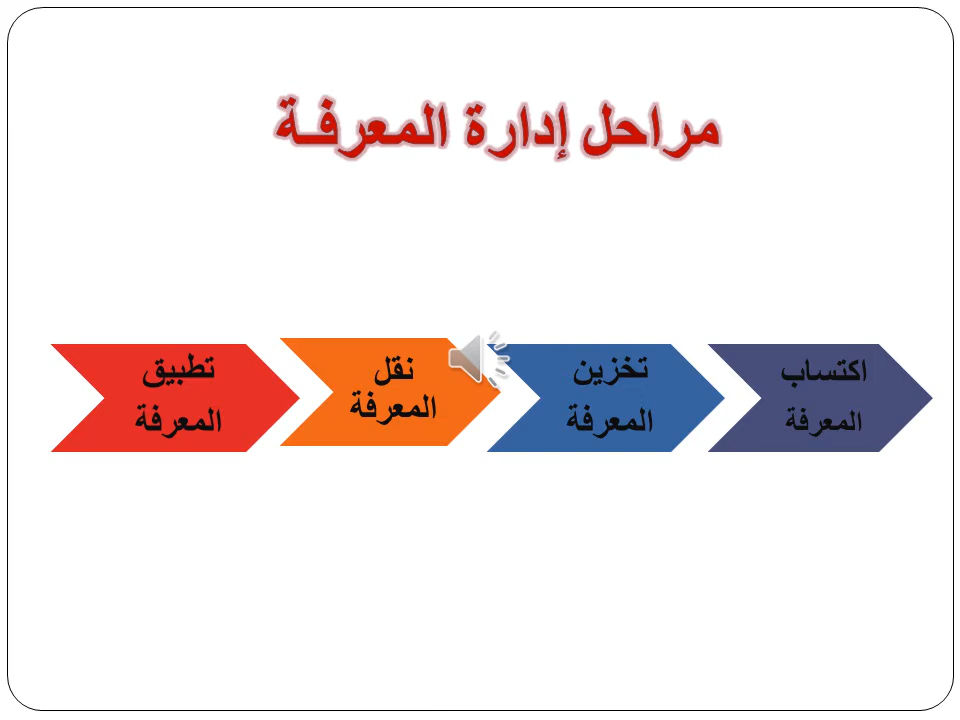 مراحل إدارة المعرفـة
اكتساب
المعرفة
تخزين
المعرفة
نقل
المعرفة
تطبيق
المعرفة